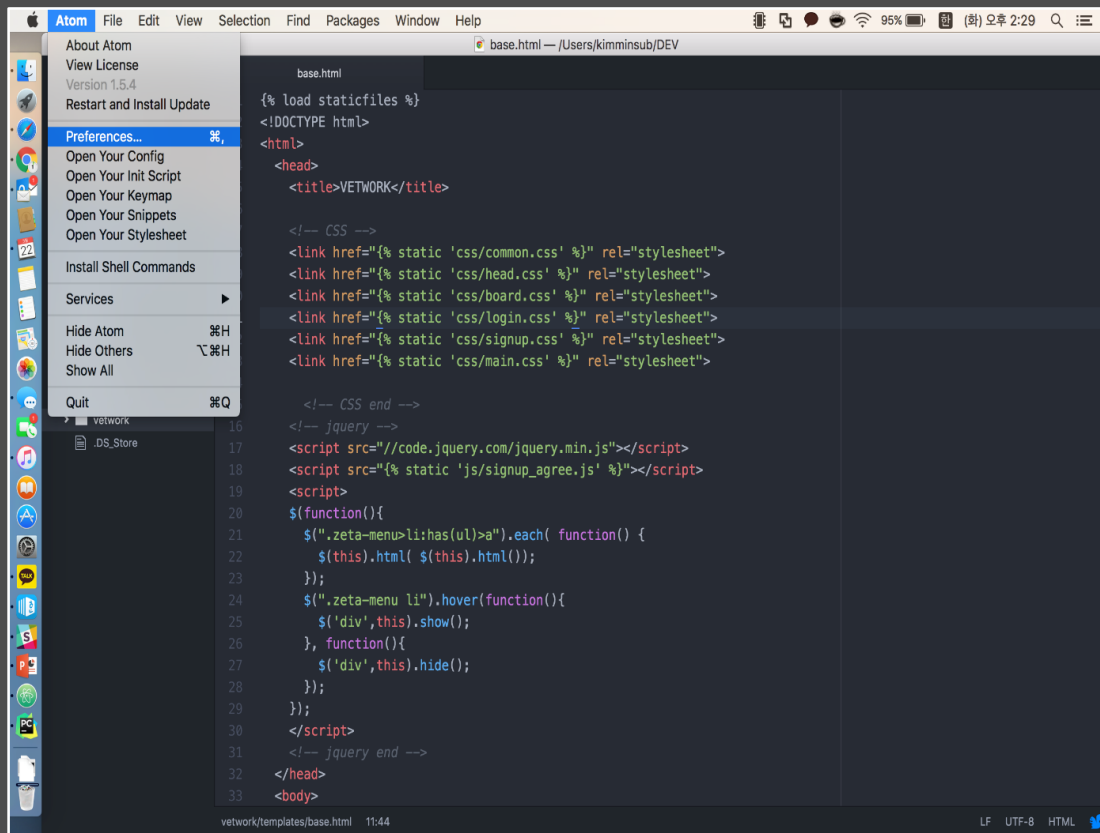 Atom File Edit View Selection Find Packages Window Help 95% 한 (화) 오후 2:29
base.html — /Users/kimminsub/DEV
About Atom
View License
Version 1.5.4
Restart and Install Update
Preferences... ⌘,
Open Your Config
Open Your Init Script
Open Your Keymap
Open Your Snippets
Open Your Stylesheet
Install Shell Commands
Services ▶
Hide Atom ⌘H
Hide Others ⌥⌘H
Show All
Quit ⌘Q
vetwork
.DS_Store
22
TALK
S
P
PC
base.html
{% load staticfiles %}
<!DOCTYPE html>
<html>
<head>
<title>VETWORK</title>
<!-- CSS -->
<link href="{% static 'css/common.css' %}" rel="stylesheet">
<link href="{% static 'css/head.css' %}" rel="stylesheet">
<link href="{% static 'css/board.css' %}" rel="stylesheet">
<link href="{% static 'css/login.css' %}" rel="stylesheet">
<link href="{% static 'css/signup.css' %}" rel="stylesheet">
<link href="{% static 'css/main.css' %}" rel="stylesheet">
<!-- CSS end -->
16 <!-- jquery -->
17 <script src="//code.jquery.com/jquery.min.js"></script>
18 <script src="{% static 'js/signup_agree.js' %}"></script>
19 <script>
20 $(function(){
21 $(".zeta-menu>li:has(ul)>a").each( function() {
22 $(this).html( $(this).html());
23 });
24 $(".zeta-menu li").hover(function(){
25 $('div',this).show();
26 }, function(){
27 $('div',this).hide();
28 });
29 });
30 </script>
31 <!-- jquery end -->
32 </head>
33 <body>
vetwork/templates/base.html 11:44 LF UTF-8 HTML